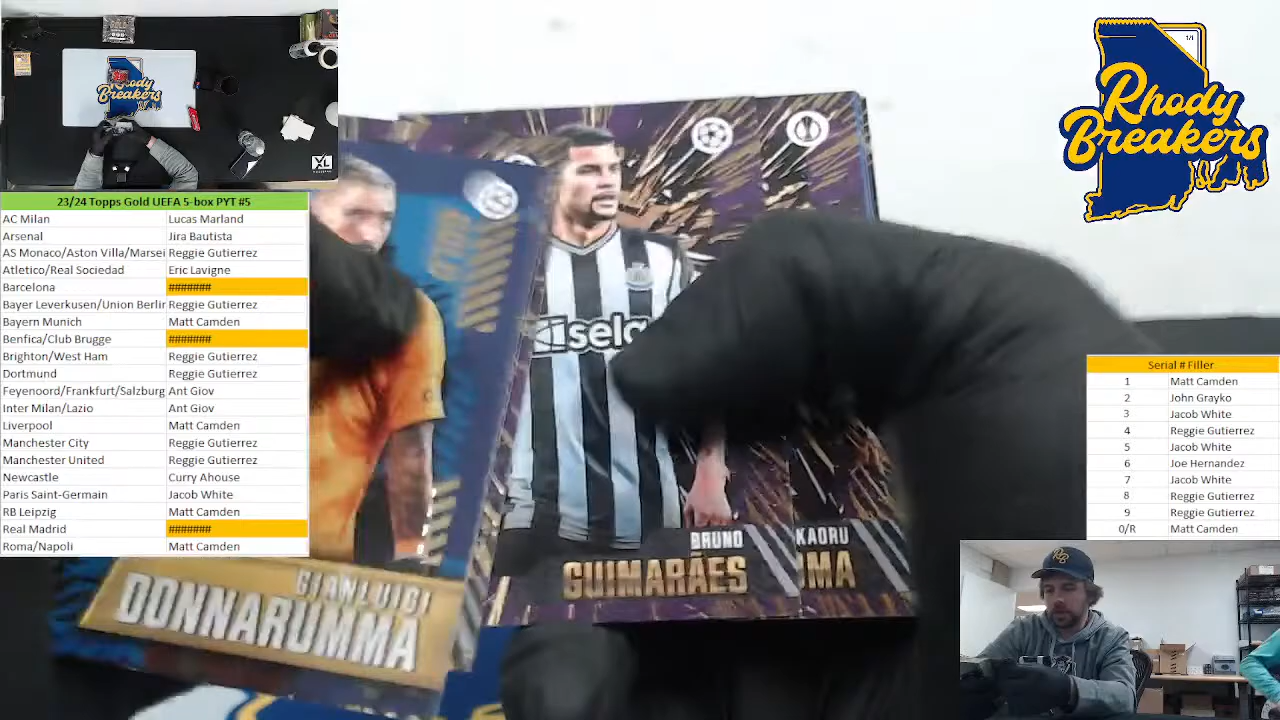 Rhody
Breakers
XL
23/24 Topps Gold UEFA 5-box PYT #5
AC Milan Lucas Marland
Arsenal Jira Bautista
AS Monaco/Aston Villa/Marsei Reggie Gutierrez
Atletico/Real Sociedad Eric Lavigne
Barcelona #######
Bayer Leverkusen/Union Berlir Reggie Gutierrez
Bayern Munich Matt Camden
Benfica/Club Brugge #######
Brighton/West Ham Reggie Gutierrez
Dortmund Reggie Gutierrez
Feyenoord/Frankfurt/Salzburg Ant Giov
Inter Milan/Lazio Ant Giov
Liverpool Matt Camden
Manchester City Reggie Gutierrez
Manchester United Reggie Gutierrez
Newcastle Curry Ahouse
Paris Saint-Germain Jacob White
RB Leipzig Matt Camden
Real Madrid #######
Roma/Napoli Matt Camden
sela
BRUNO
GUIMARÃES
KAORU
OMA
GIANLUIGI
DONNARUMMA
1/1
Rhody
Breakers
Serial # Filler
1 Matt Camden
2 John Grayko
3 Jacob White
4 Reggie Gutierrez
5 Jacob White
6 Joe Hernandez
7 Jacob White
8 Reggie Gutierrez
9 Reggie Gutierrez
0/R Matt Camden